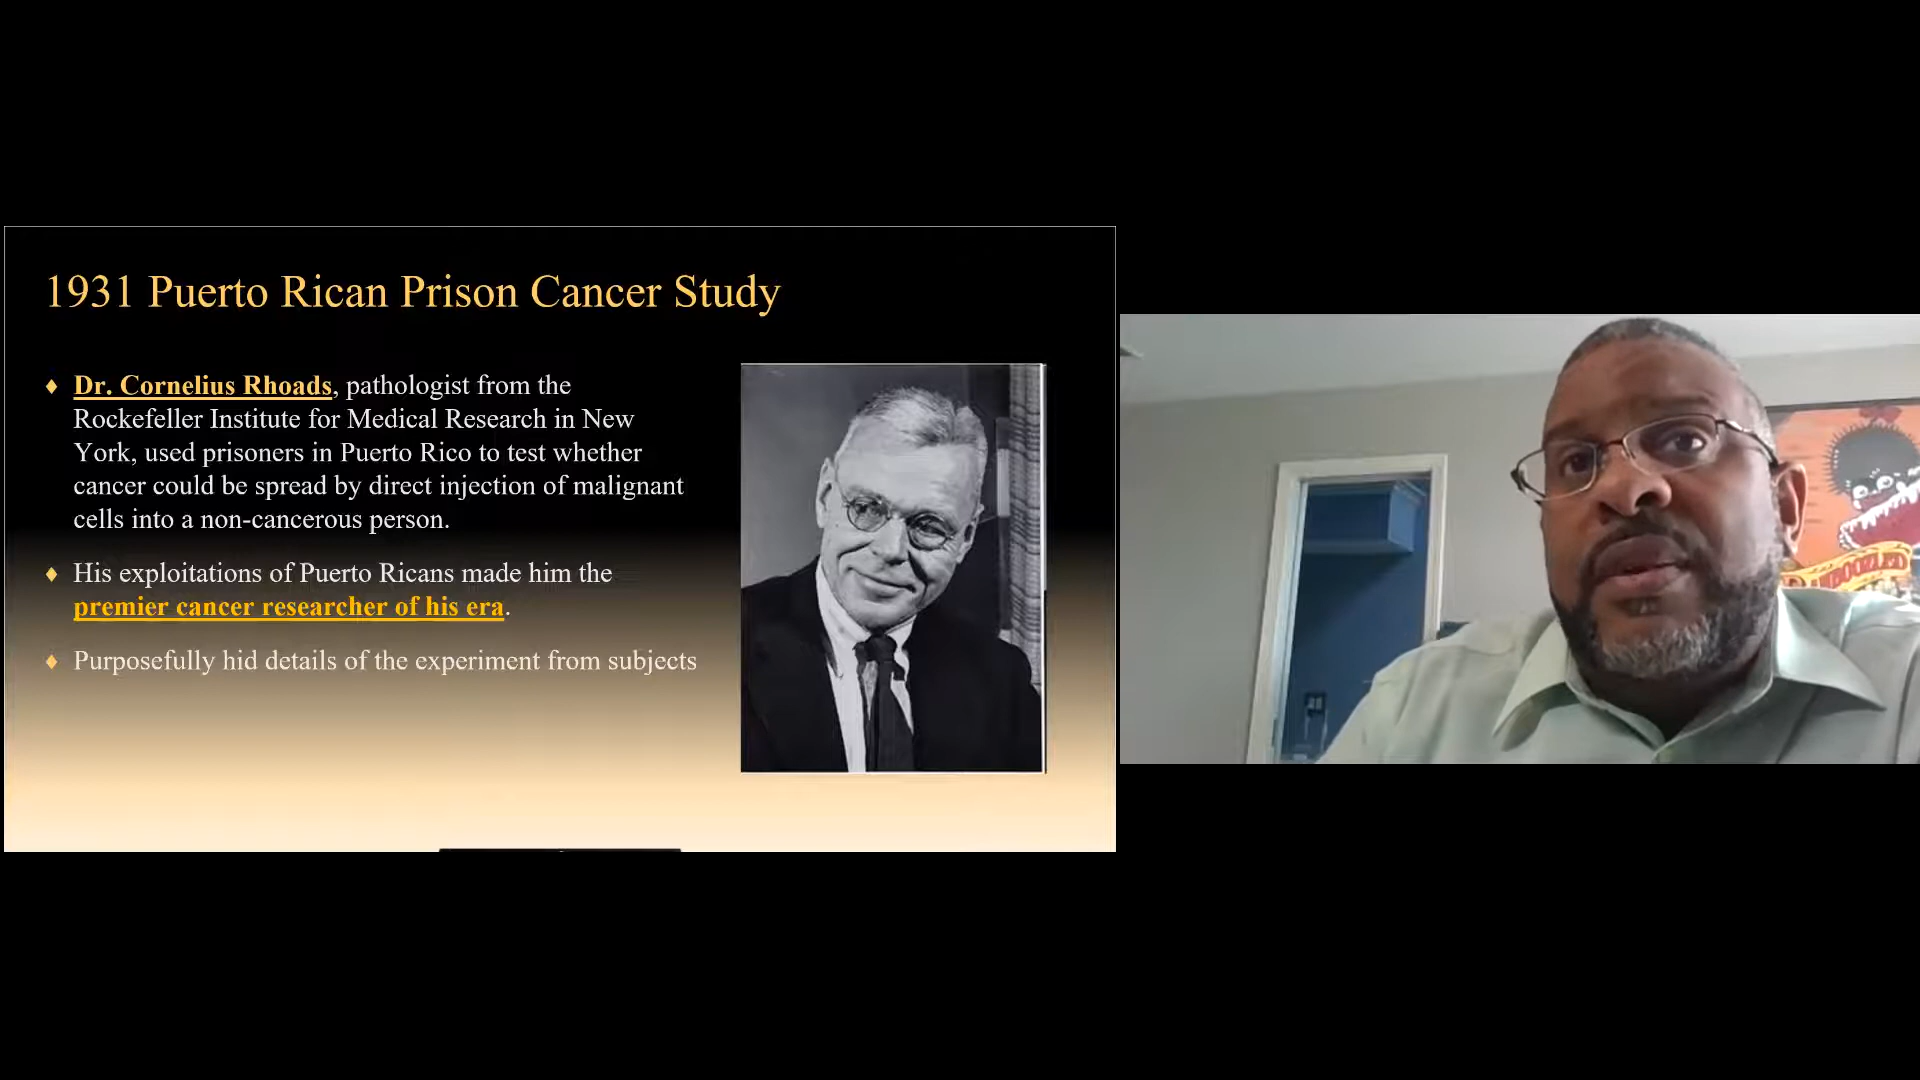 1931 Puerto Rican Prison Cancer Study
Dr. Cornelius Rhoads, pathologist from the
Rockefeller Institute for Medical Research in New
York, used prisoners in Puerto Rico to test whether
cancer could be spread by direct injection of malignant
cells into a non-cancerous person.
His exploitations of Puerto Ricans made him the
premier cancer researcher of his era.
Purposefully hid details of the experiment from subjects